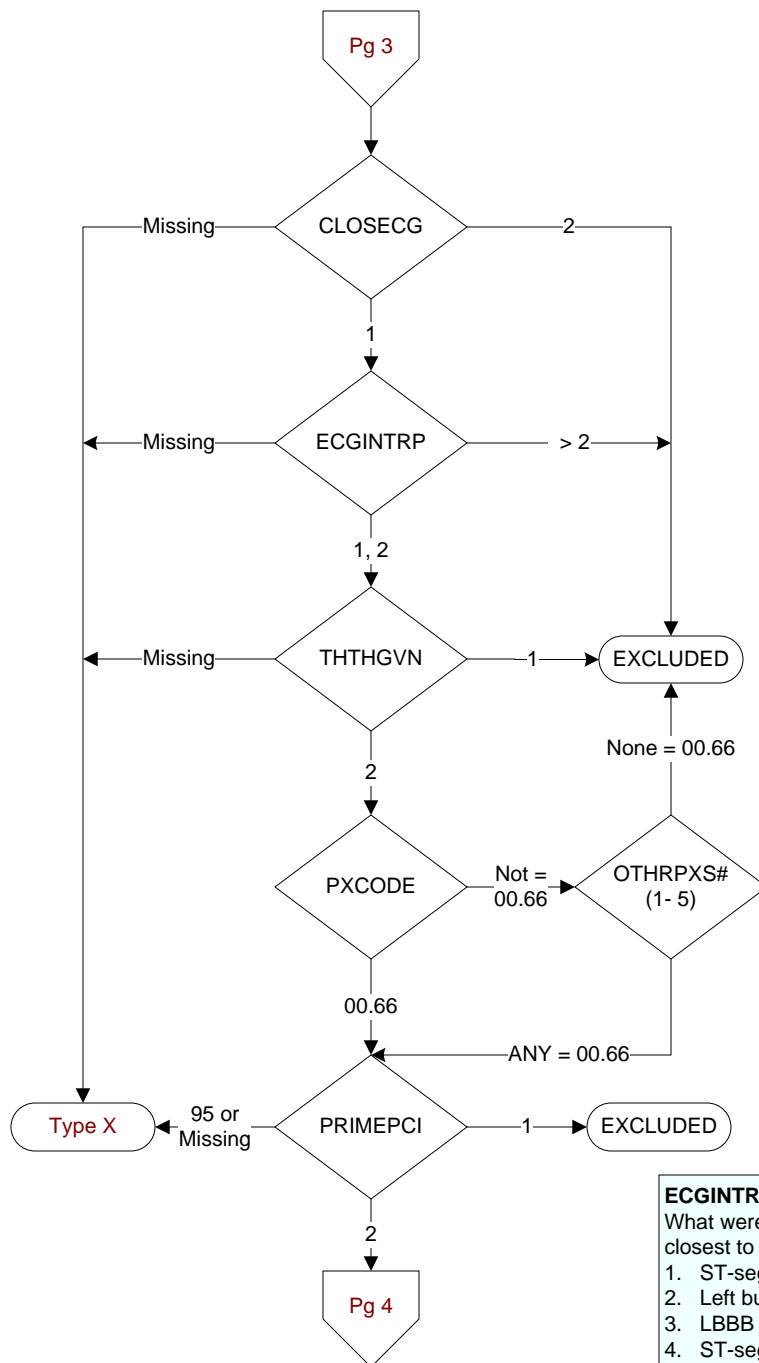 Pg 3
Missing
CLOSECG
2
1
Missing
ECGINTRP
> 2
1, 2
Missing
THTHGVN
1
EXCLUDED
None = 00.66
2
PXCODE
Not =
00.66
OTHRPXS#
(1- 5)
00.66
ANY = 00.66
Type X
95 or
Missing
PRIMEPCI
1
EXCLUDED
2
Pg 4
What were
closest to
1. ST-seg
2. Left bu
3. LBBB
4. ST-seg